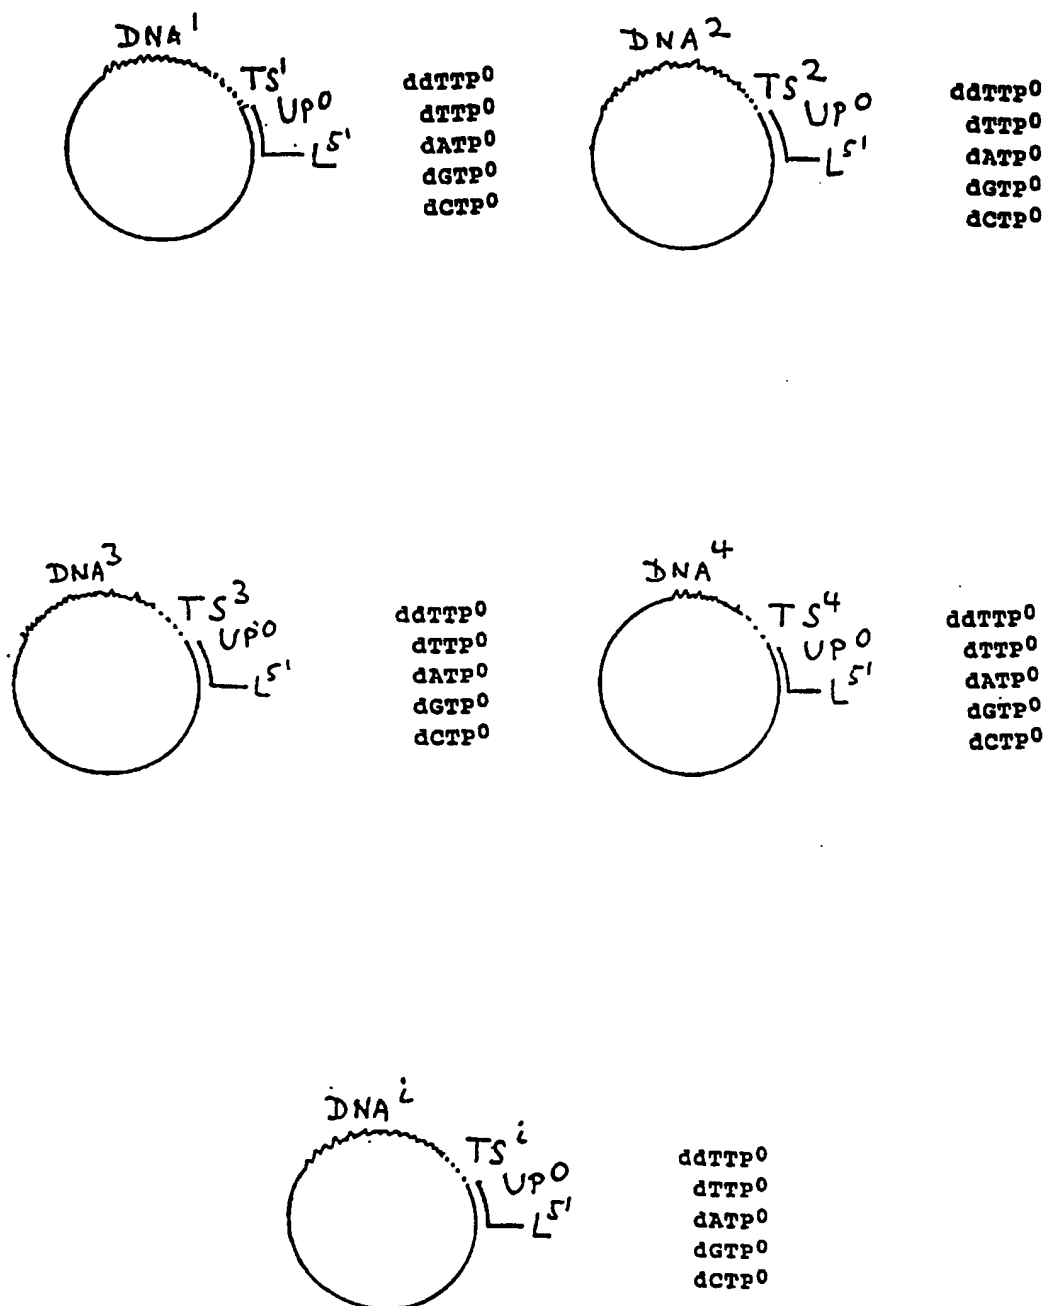 DNA¹
TS¹
UP⁰
L⁵'
ddTTP⁰
dTTP⁰
dATP⁰
dGTP⁰
dCTP⁰
DNA²
TS²
UP⁰
L⁵'
ddTTP⁰
dTTP⁰
dATP⁰
dGTP⁰
dCTP⁰
DNA³
TS³
UP⁰
L⁵'
ddTTP⁰
dTTP⁰
dATP⁰
dGTP⁰
dCTP⁰
DNA⁴
TS⁴
UP⁰
L⁵'
ddTTP⁰
dTTP⁰
dATP⁰
dGTP⁰
dCTP⁰
DNAⁱ
TSⁱ
UP⁰
L⁵'
ddTTP⁰
dTTP⁰
dATP⁰
dGTP⁰
dCTP⁰